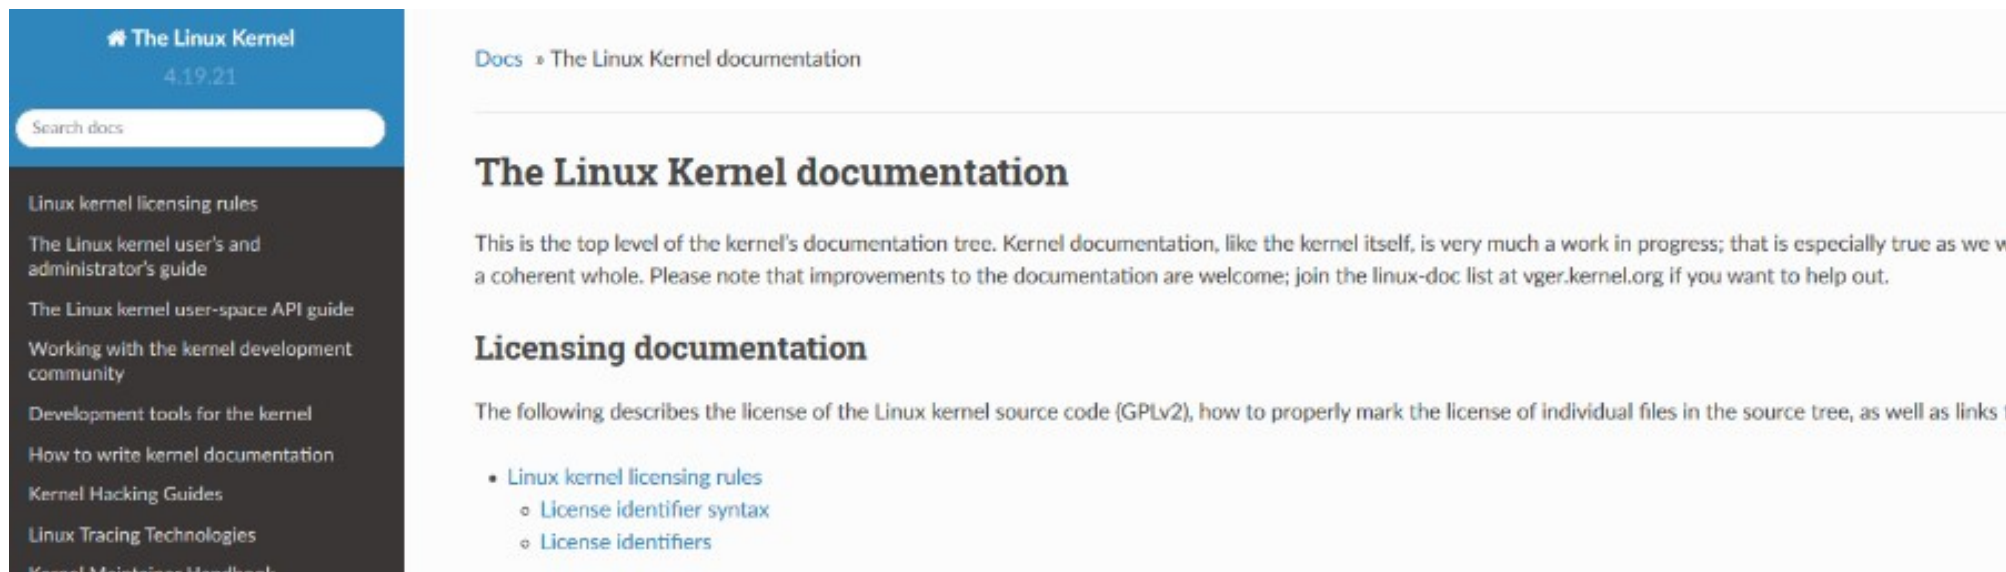 The Linux Kernel
4.19.21
Search docs
Linux kernel licensing rules
The Linux kernel user's and
administrator's guide
The Linux kernel user-space API guide
Working with the kernel development
community
Development tools for the kernel
How to write kernel documentation
Kernel Hacking Guides
Linux Tracing Technologies
Kernel Maintainer Handbook
Docs » The Linux Kernel documentation
The Linux Kernel documentation
This is the top level of the kernel's documentation tree. Kernel documentation, like the kernel itself, is very much a work in progress; that is especially true as we
a coherent whole. Please note that improvements to the documentation are welcome; join the linux-doc list at vger.kernel.org if you want to help out.
Licensing documentation
The following describes the license of the Linux kernel source code (GPLv2), how to properly mark the license of individual files in the source tree, as well as links
• Linux kernel licensing rules
◦ License identifier syntax
◦ License identifiers